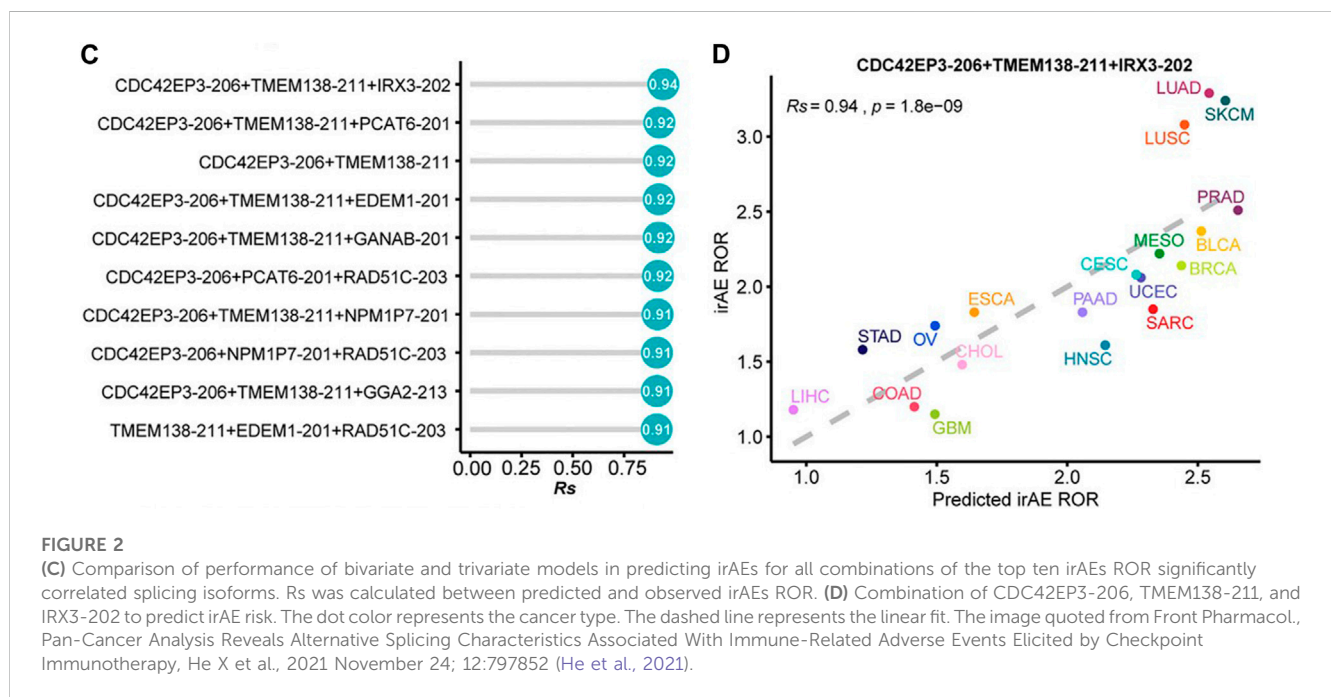 C
CDC42EP3-206+TMEM138-211+IRX3-202
0.94
CDC42EP3-206+TMEM138-211+PCAT6-201
0.92
CDC42EP3-206+TMEM138-211
0.92
CDC42EP3-206+TMEM138-211+EDEM1-201
0.92
CDC42EP3-206+TMEM138-211+GANAB-201
0.92
CDC42EP3-206+PCAT6-201+RAD51C-203
0.92
CDC42EP3-206+TMEM138-211+NPM1P7-201
0.91
CDC42EP3-206+NPM1P7-201+RAD51C-203
0.91
CDC42EP3-206+TMEM138-211+GGA2-213
0.91
TMEM138-211+EDEM1-201+RAD51C-203
0.91
0.00 0.25 0.50 0.75
Rs
D
CDC42EP3-206+TMEM138-211+IRX3-202
Rs = 0.94 , p = 1.8e−09
LUAD
SKCM
LUSC
PRAD
BLCA
MESO
BRCA
CESC
UCEC
ESCA
PAAD
SARC
OV
STAD
HNSC
CHOL
LIHC
COAD
GBM
3.0
2.5
2.0
1.5
1.0
irAE ROR
1.0 1.5 2.0 2.5
Predicted irAE ROR
FIGURE 2
(C) Comparison of performance of bivariate and trivariate models in predicting irAEs for all combinations of the top ten irAEs ROR significantly
correlated splicing isoforms. Rs was calculated between predicted and observed irAEs ROR. (D) Combination of CDC42EP3-206, TMEM138-211, and
IRX3-202 to predict irAE risk. The dot color represents the cancer type. The dashed line represents the linear fit. The image quoted from Front Pharmacol.,
Pan-Cancer Analysis Reveals Alternative Splicing Characteristics Associated With Immune-Related Adverse Events Elicited by Checkpoint
Immunotherapy, He X et al., 2021 November 24; 12:797852 (He et al., 2021).